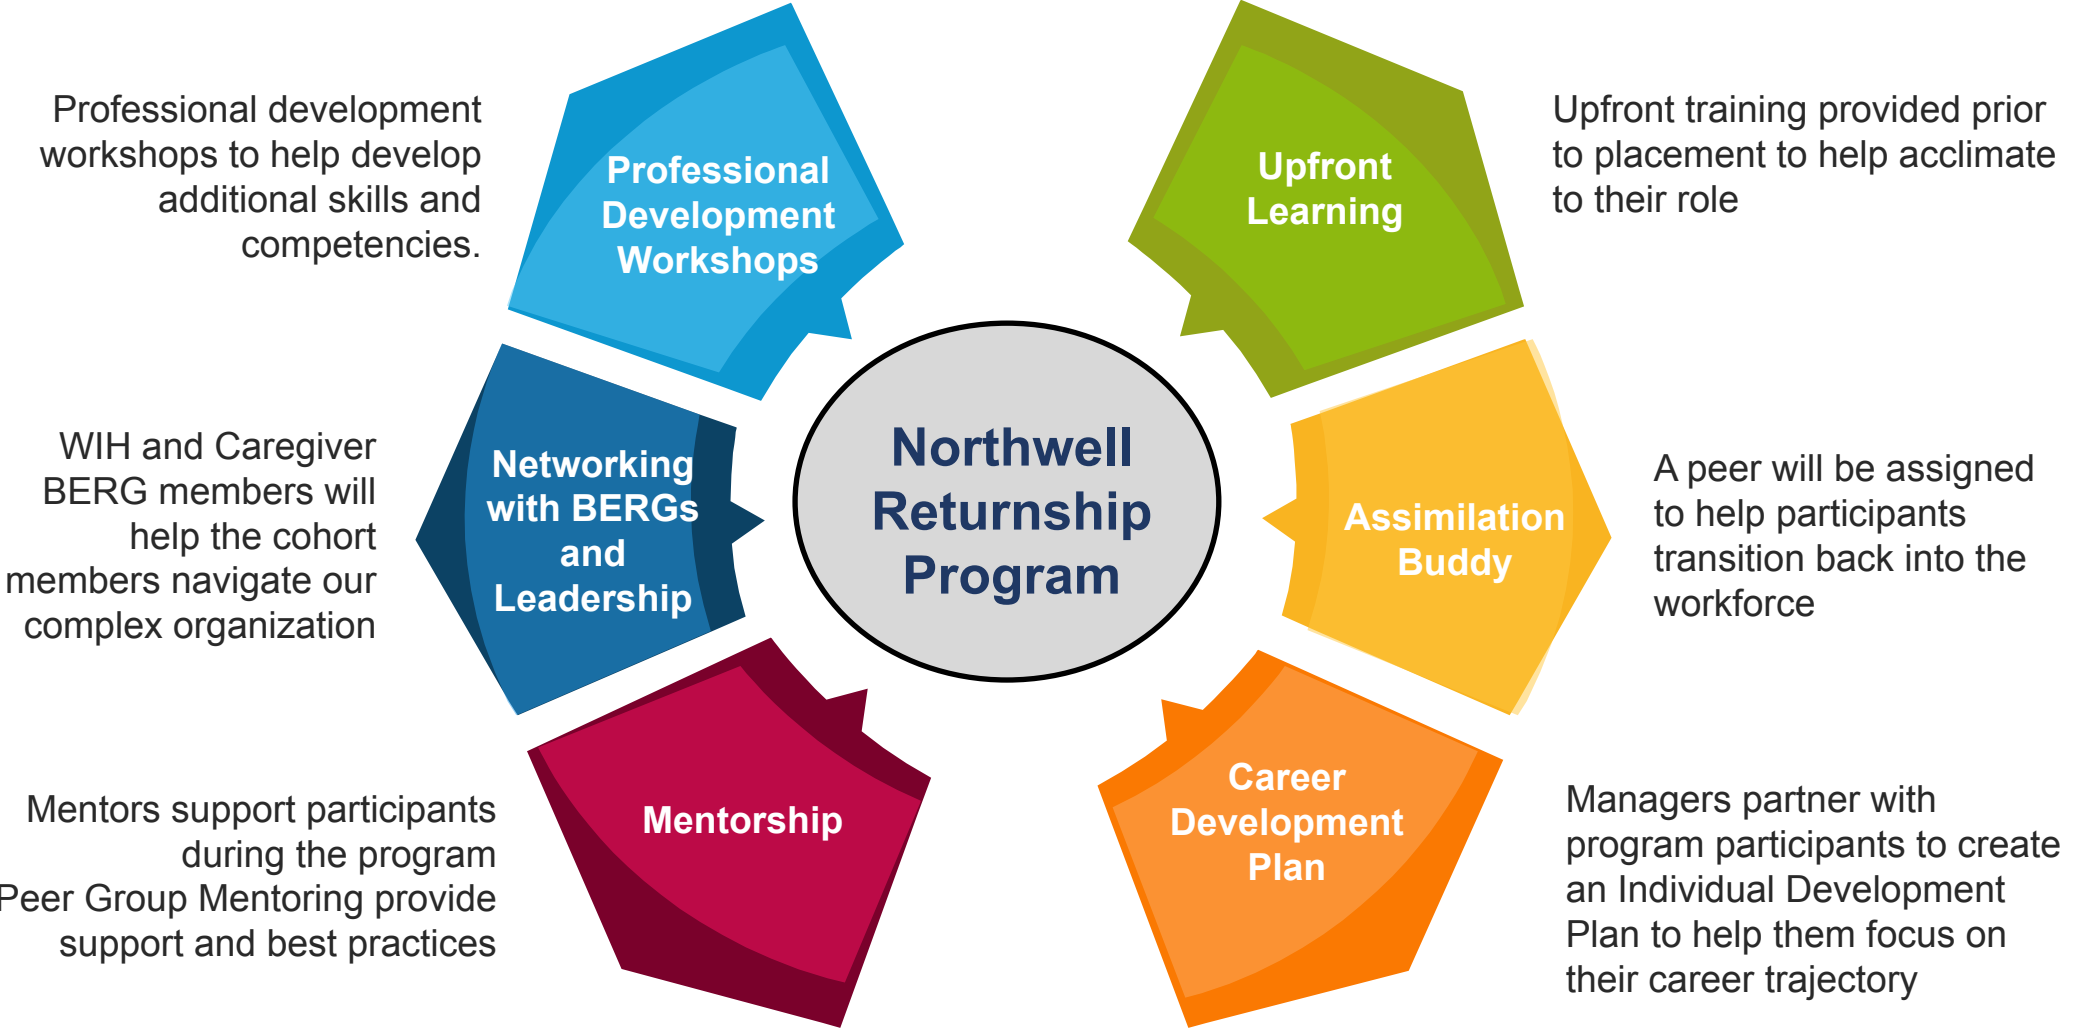 Professional development
workshops to help develop
additional skills and
competencies.
Professional
Development
Workshops
Upfront
Learning
Upfront training provided prior
to placement to help acclimate
to their role
WIH and Caregiver
BERG members will
help the cohort
members navigate our
complex organization
Networking
with BERGs
and
Leadership
Northwell
Returnship
Program
Assimilation
Buddy
A peer will be assigned
to help participants
transition back into the
workforce
Mentors support participants
during the program
Peer Group Mentoring provide
support and best practices
Mentorship
Career
Development
Plan
Managers partner with
program participants to create
an Individual Development
Plan to help them focus on
their career trajectory